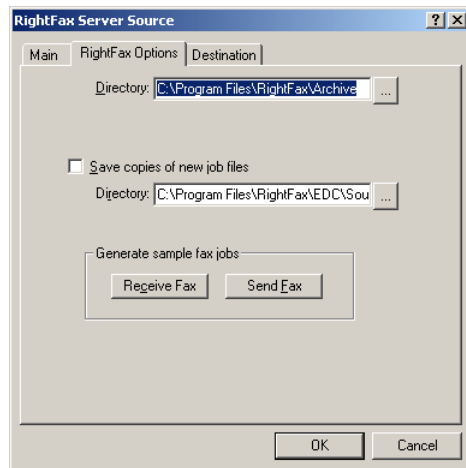 RightFax Server Source
Main RightFax Options Destination
Directory: C:\Program Files\RightFax\Archive ...
Save copies of new job files
Directory: C:\Program Files\RightFax\EDC\Sou ...
Generate sample fax jobs
Receive Fax Send Fax
OK Cancel